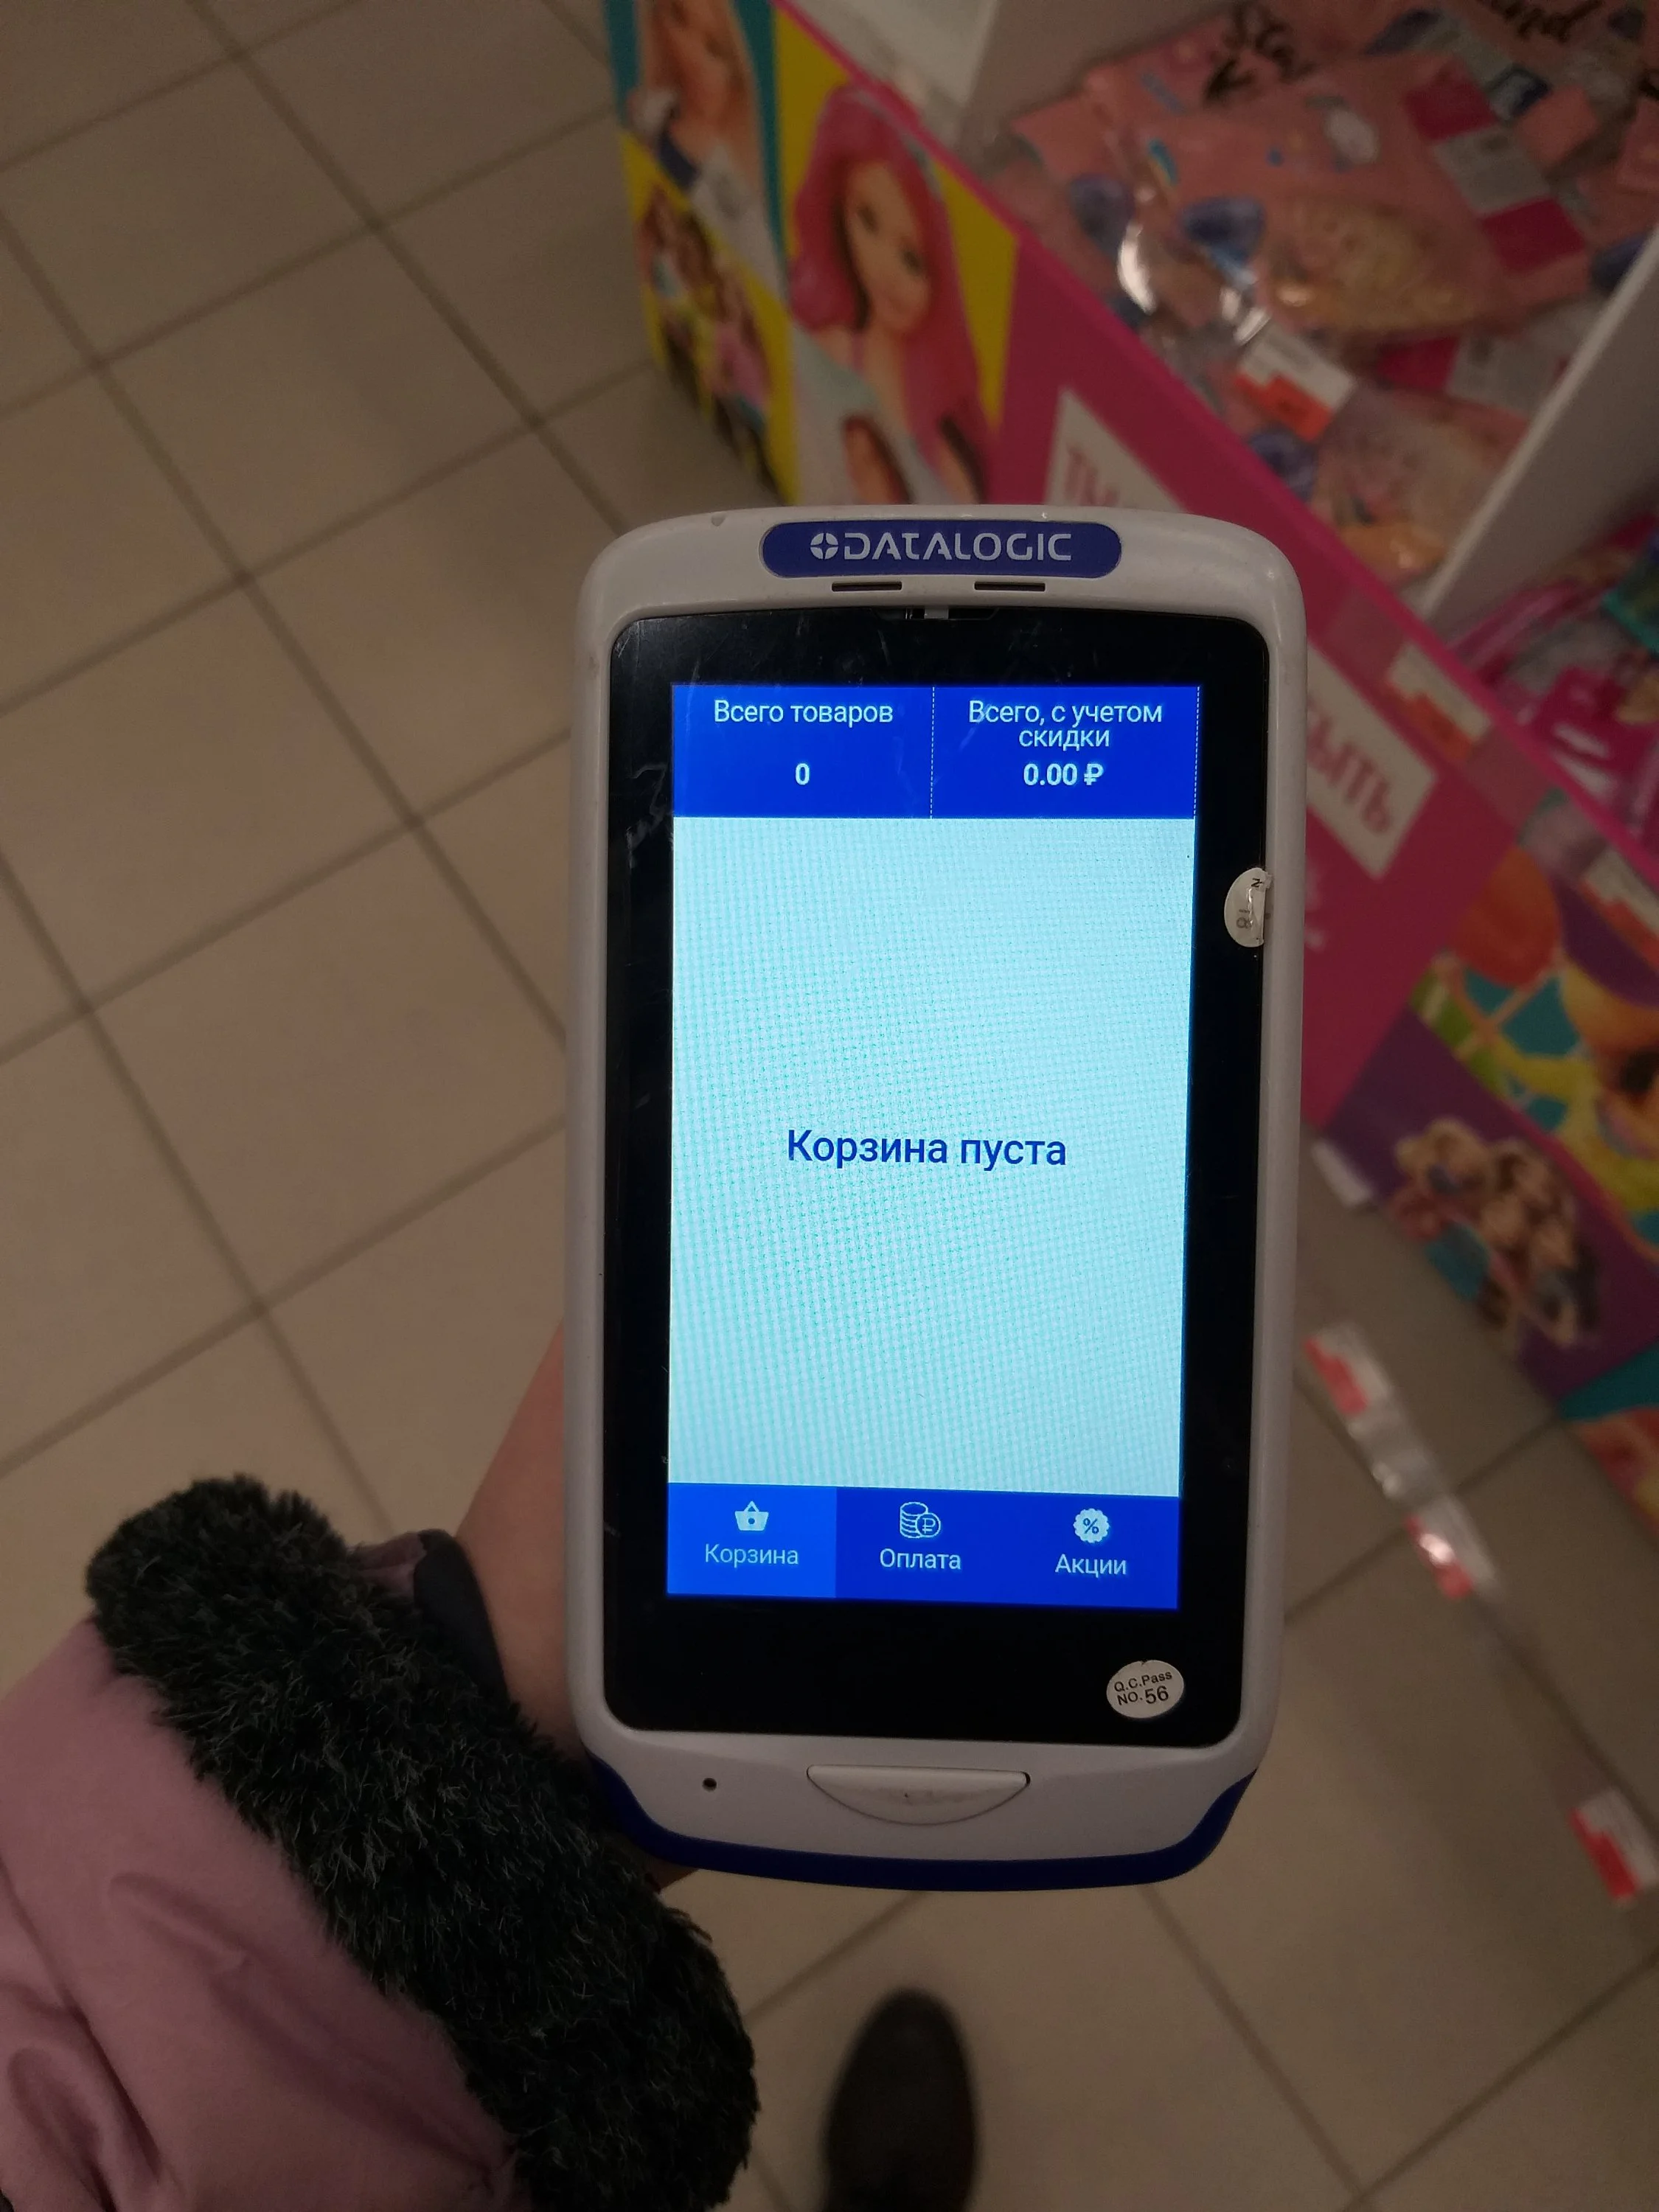 DATALOGIC
Всего товаров
0
Всего, с учетом
скидки
0.00 ₽
Корзина пуста
Корзина
Оплата
%
Акции
Q.C.Pass
NO. 56